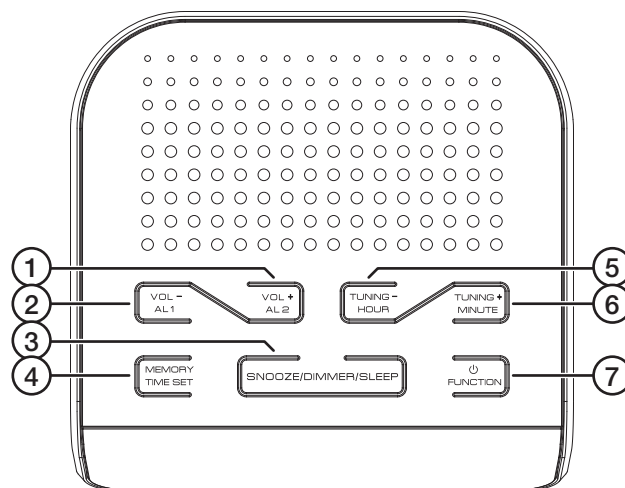 1
2
3
4
5
6
7
VOL –
AL 1
VOL +
AL 2
TUNING –
HOUR
TUNING +
MINUTE
MEMORY
TIME SET
SNOOZE/DIMMER/SLEEP
⏻
FUNCTION